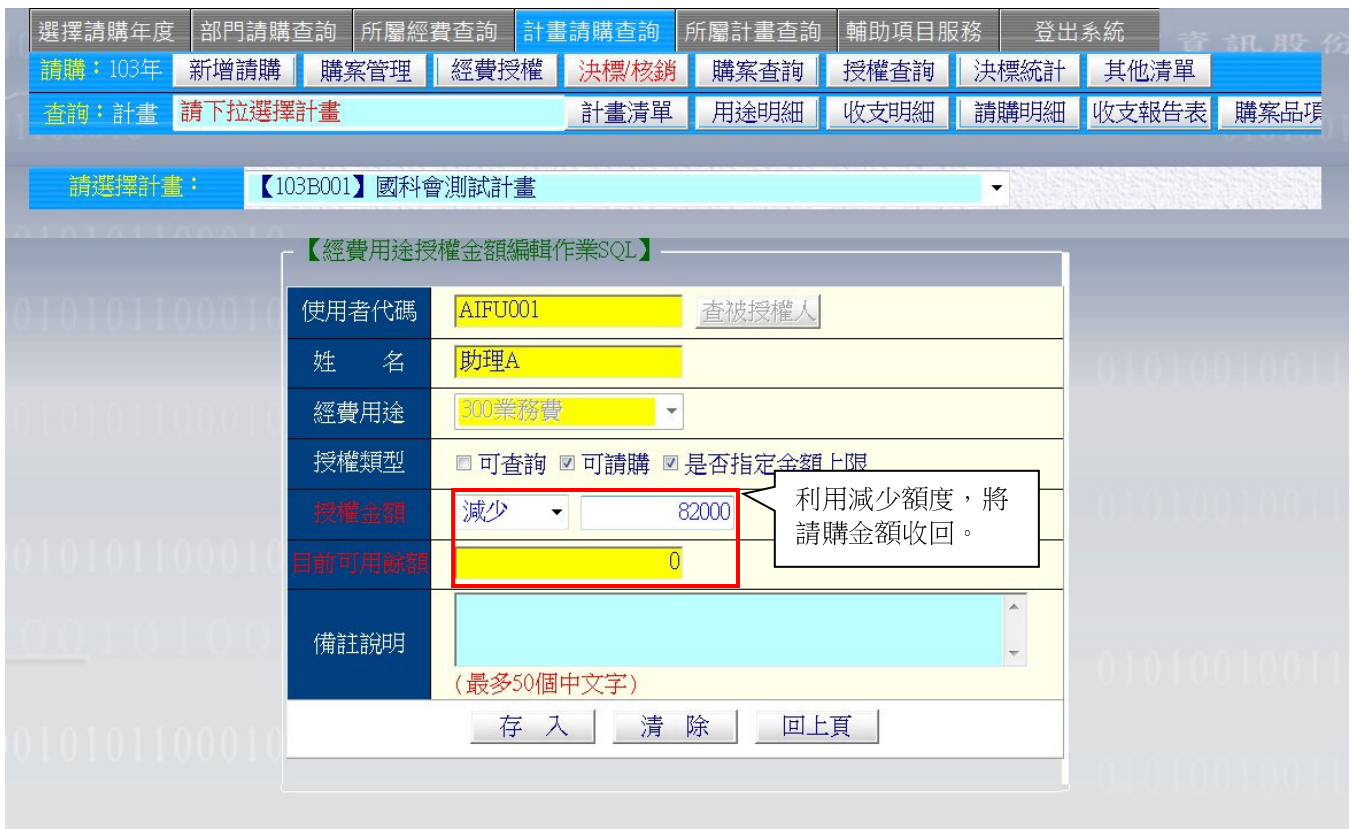 選擇請購年度 部門請購查詢 所屬經費查詢 計畫請購查詢 所屬計畫查詢 輔助項目服務 登出系統
資訊股份
請購：103年 新增請購 購案管理 經費授權 決標/核銷 購案查詢 授權查詢 決標統計 其他清單
查詢：計畫 請下拉選擇計畫 計畫清單 用途明細 收支明細 請購明細 收支報告表 購案品項
請選擇計畫： 【103B001】國科會測試計畫
【經費用途授權金額編輯作業SQL】
使用者代碼 AIFU001 查被授權人
姓 名 助理A
經費用途 300業務費
授權類型 可查詢 可請購 是否指定金額上限
授權金額 減少 82000
利用減少額度，將
請購金額收回。
目前可用餘額 0
備註說明
(最多50個中文字)
存 入 清 除 回上頁